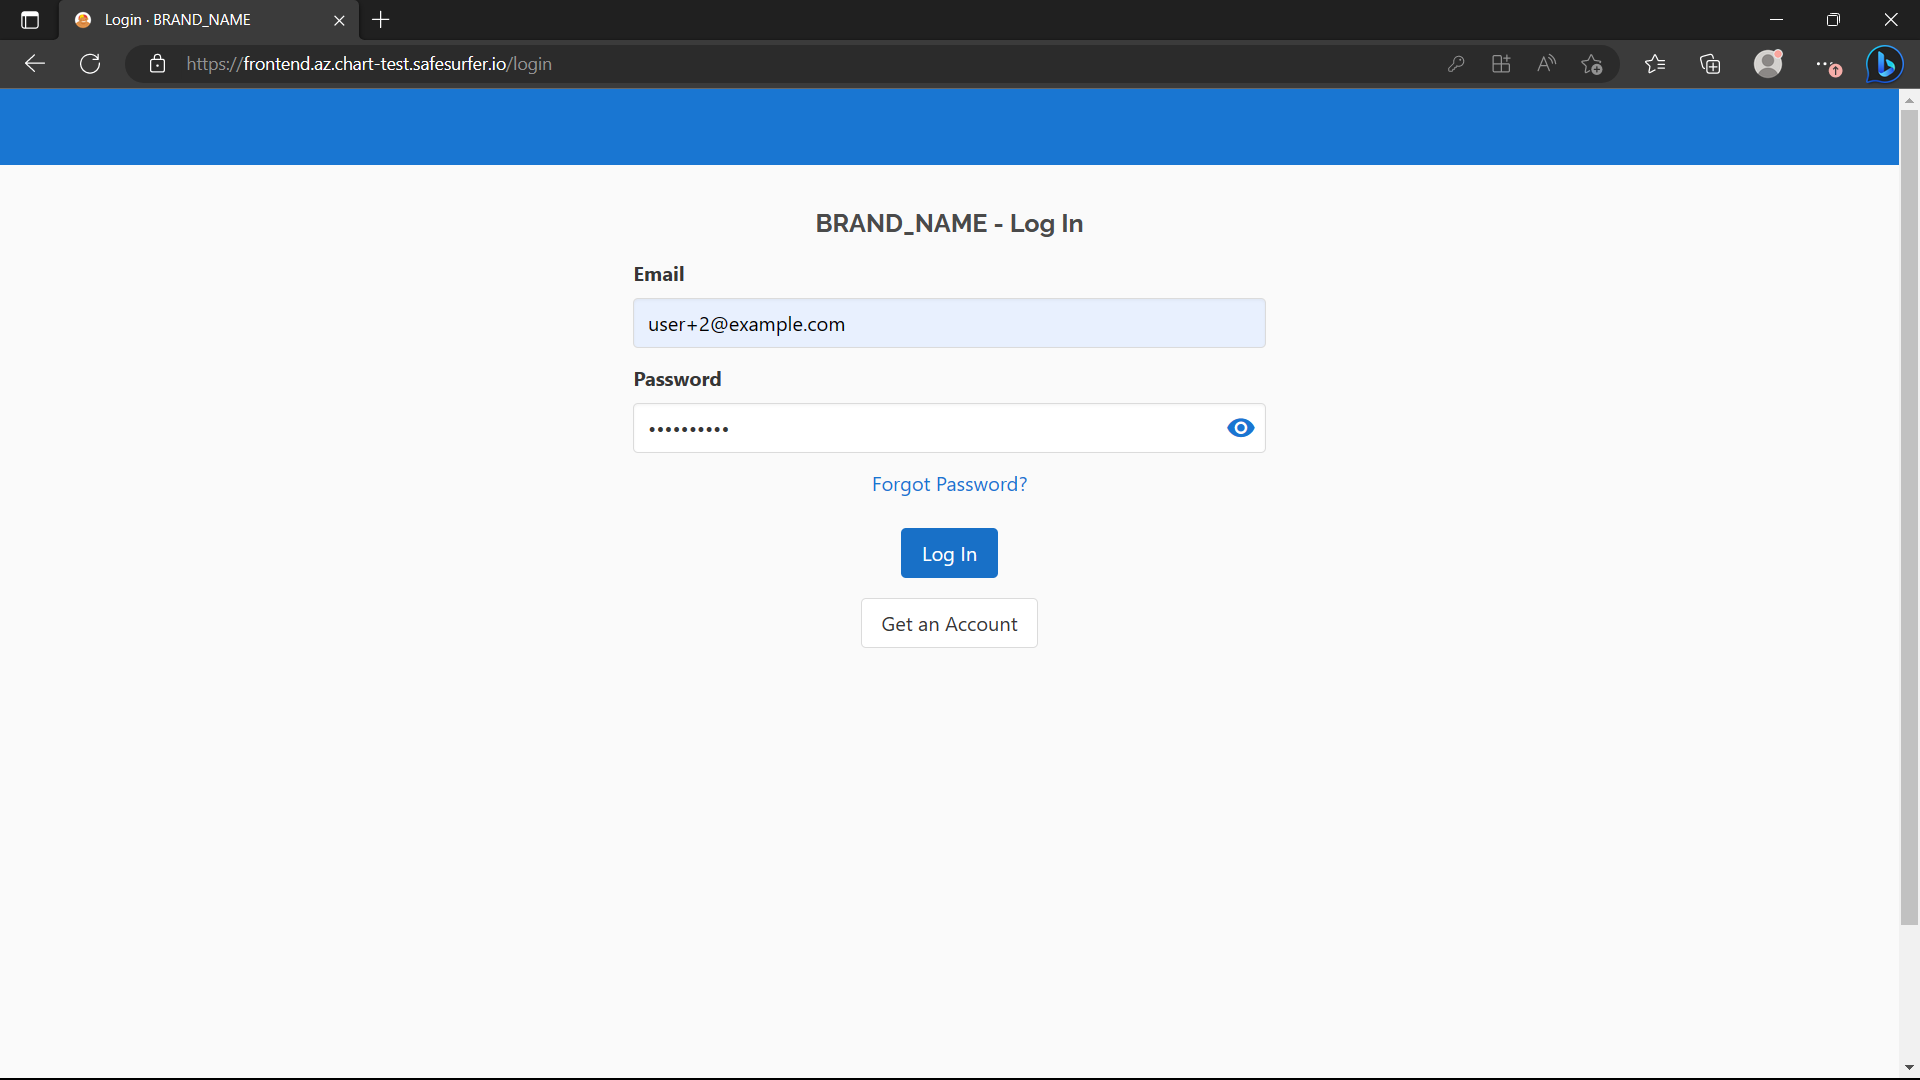 Login · BRAND_NAME
https://frontend.az.chart-test.safesurfer.io/login
BRAND_NAME - Log In
Email
user+2@example.com
Password
••••••••••
Forgot Password?
Log In
Get an Account